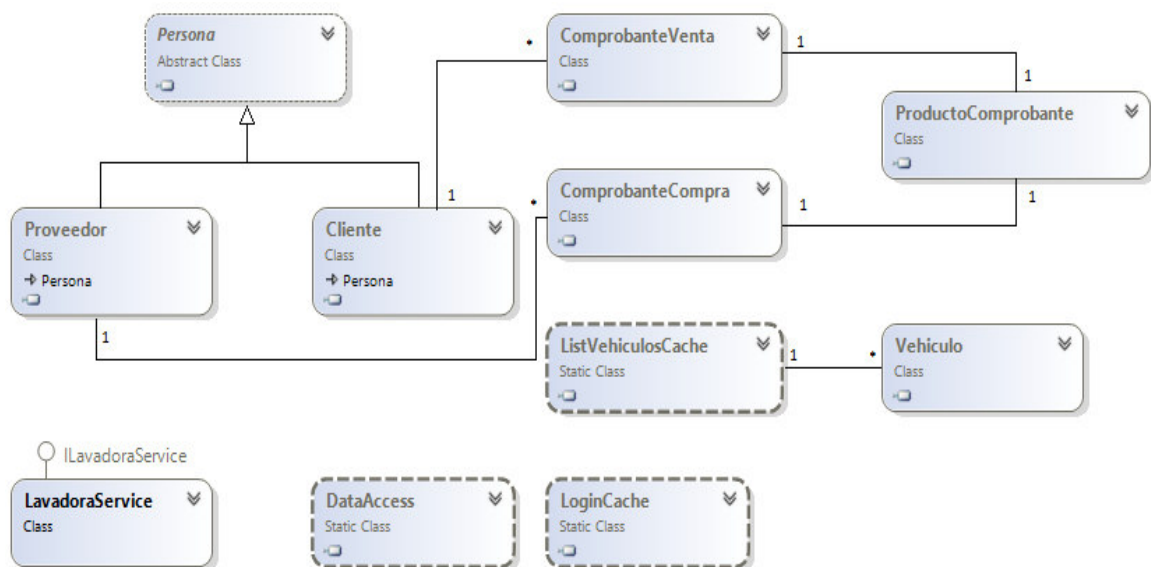 Persona
Abstract Class
ComprobanteVenta
Class
ProductoComprobante
Class
ComprobanteCompra
Class
Proveedor
Class
Persona
Cliente
Class
Persona
ListVehiculosCache
Static Class
Vehiculo
Class
ILavadoraService
LavadoraService
Class
DataAccess
Static Class
LoginCache
Static Class
*
1
1
1
*
1
1
1
1
*